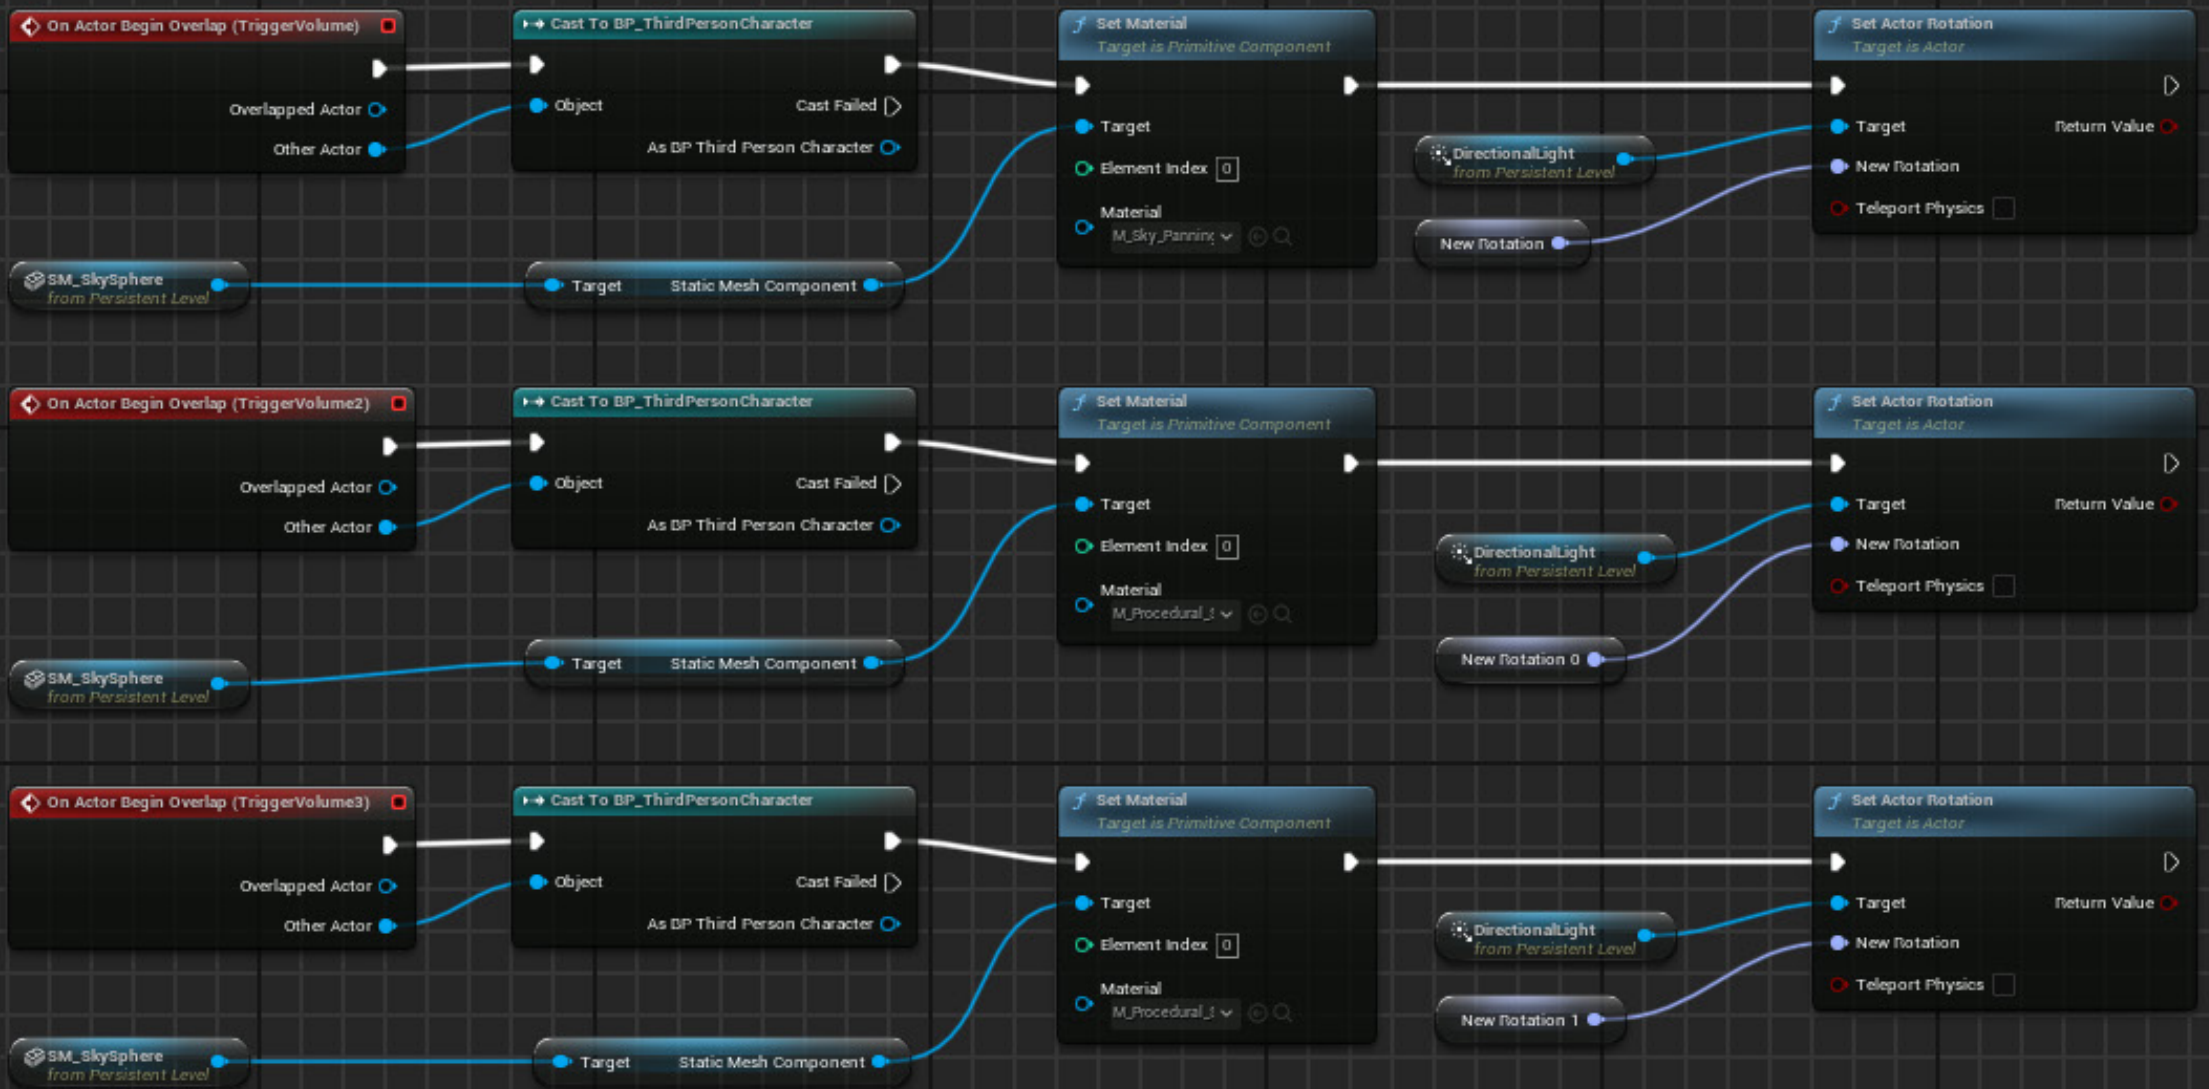 On Actor Begin Overlap (TriggerVolume)
Overlapped Actor
Other Actor
Cast To BP_ThirdPersonCharacter
Object
Cast Failed
As BP Third Person Character
Set Material
Target is Primitive Component
Target
Element Index 0
Material
M_Sky_Panning
Set Actor Rotation
Target is Actor
Target
Return Value
New Rotation
Teleport Physics
DirectionalLight
from Persistent Level
New Rotation
SM_SkySphere
from Persistent Level
Target Static Mesh Component
On Actor Begin Overlap (TriggerVolume2)
Overlapped Actor
Other Actor
Cast To BP_ThirdPersonCharacter
Object
Cast Failed
As BP Third Person Character
Set Material
Target is Primitive Component
Target
Element Index 0
Material
M_Procedural_S
Set Actor Rotation
Target is Actor
Target
Return Value
New Rotation
Teleport Physics
DirectionalLight
from Persistent Level
New Rotation 0
SM_SkySphere
from Persistent Level
Target Static Mesh Component
On Actor Begin Overlap (TriggerVolume3)
Overlapped Actor
Other Actor
Cast To BP_ThirdPersonCharacter
Object
Cast Failed
As BP Third Person Character
Set Material
Target is Primitive Component
Target
Element Index 0
Material
M_Procedural_S
Set Actor Rotation
Target is Actor
Target
Return Value
New Rotation
Teleport Physics
DirectionalLight
from Persistent Level
New Rotation 1
SM_SkySphere
from Persistent Level
Target Static Mesh Component